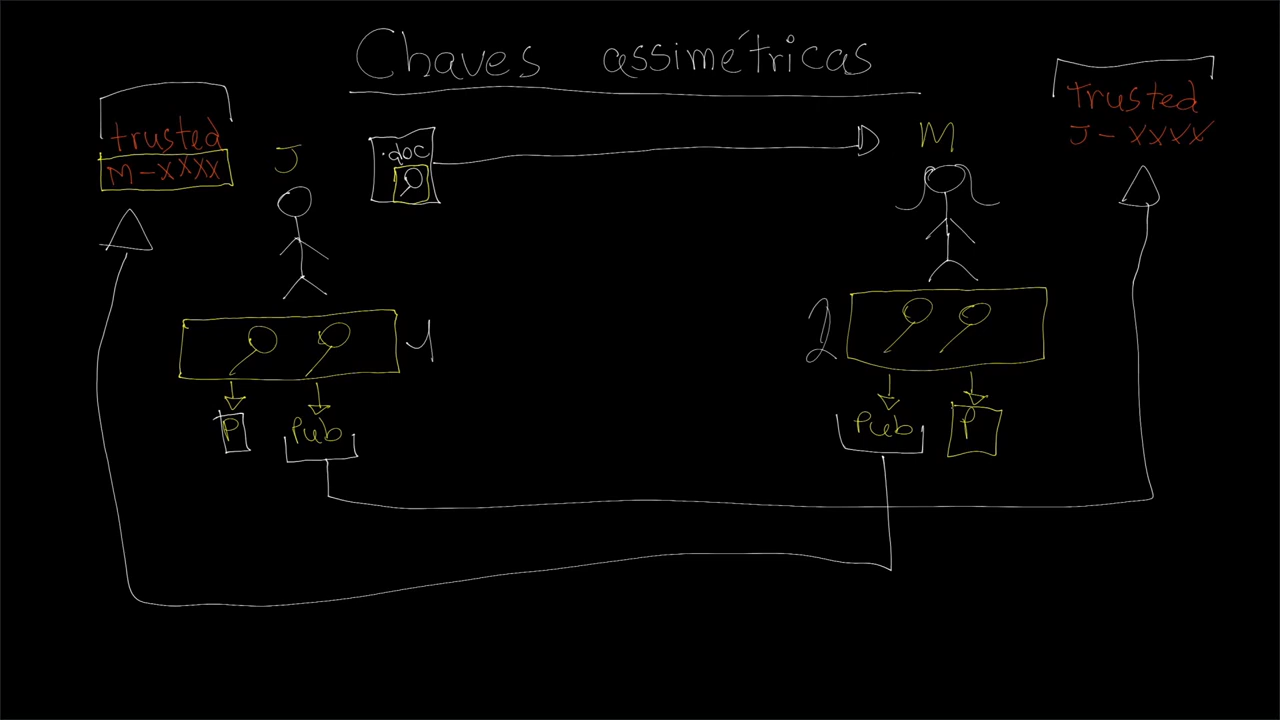 Chaves assimétricas
trusted
M-XXXX
J
.doc
M
trusted
J-XXXX
1
2
P
Pub
Pub
P